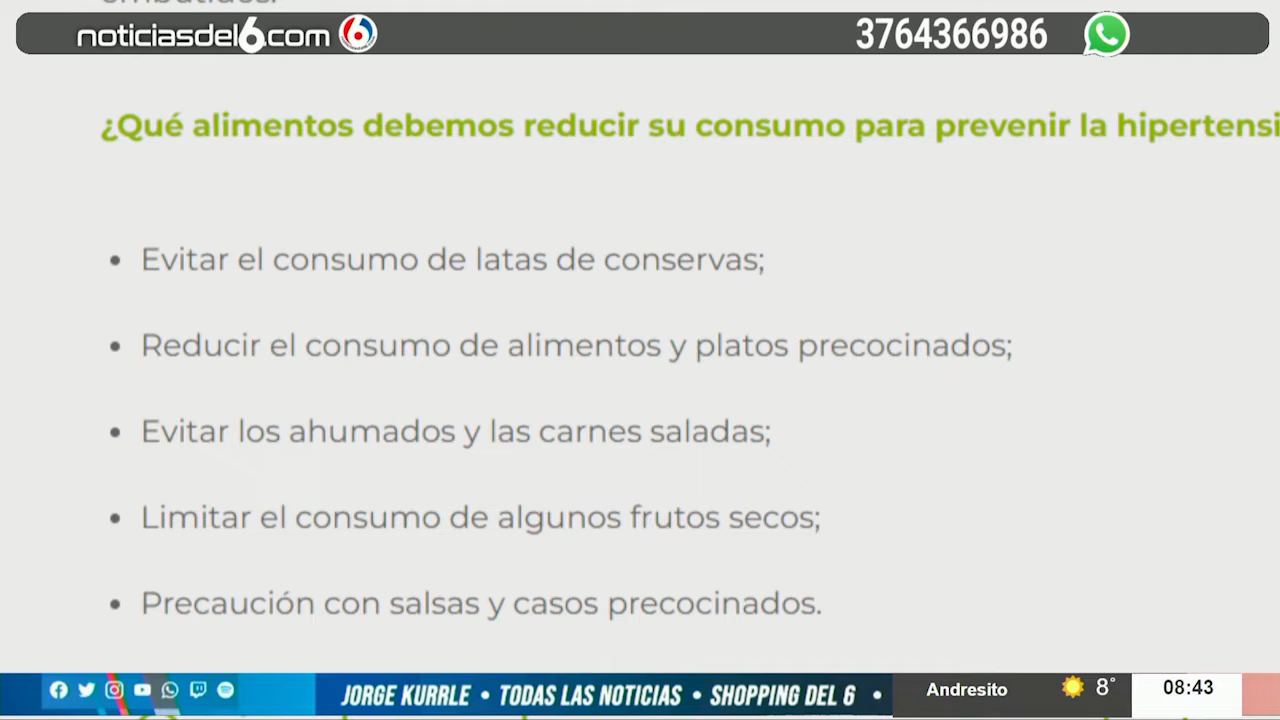 noticiasdel6.com
3764366986
¿Qué alimentos debemos reducir su consumo para prevenir la hipertensi
Evitar el consumo de latas de conservas;
Reducir el consumo de alimentos y platos precocinados;
Evitar los ahumados y las carnes saladas;
Limitar el consumo de algunos frutos secos;
Precaución con salsas y casos precocinados.
JORGE KURRLE • TODAS LAS NOTICIAS • SHOPPING DEL 6 •
Andresito
8°
08:43